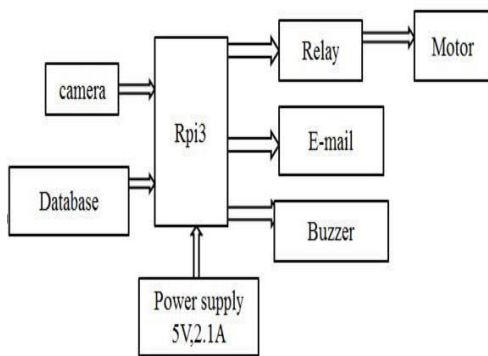 Relay
Motor
camera
Rpi3
E-mail
Database
Buzzer
Power supply
5V,2.1A